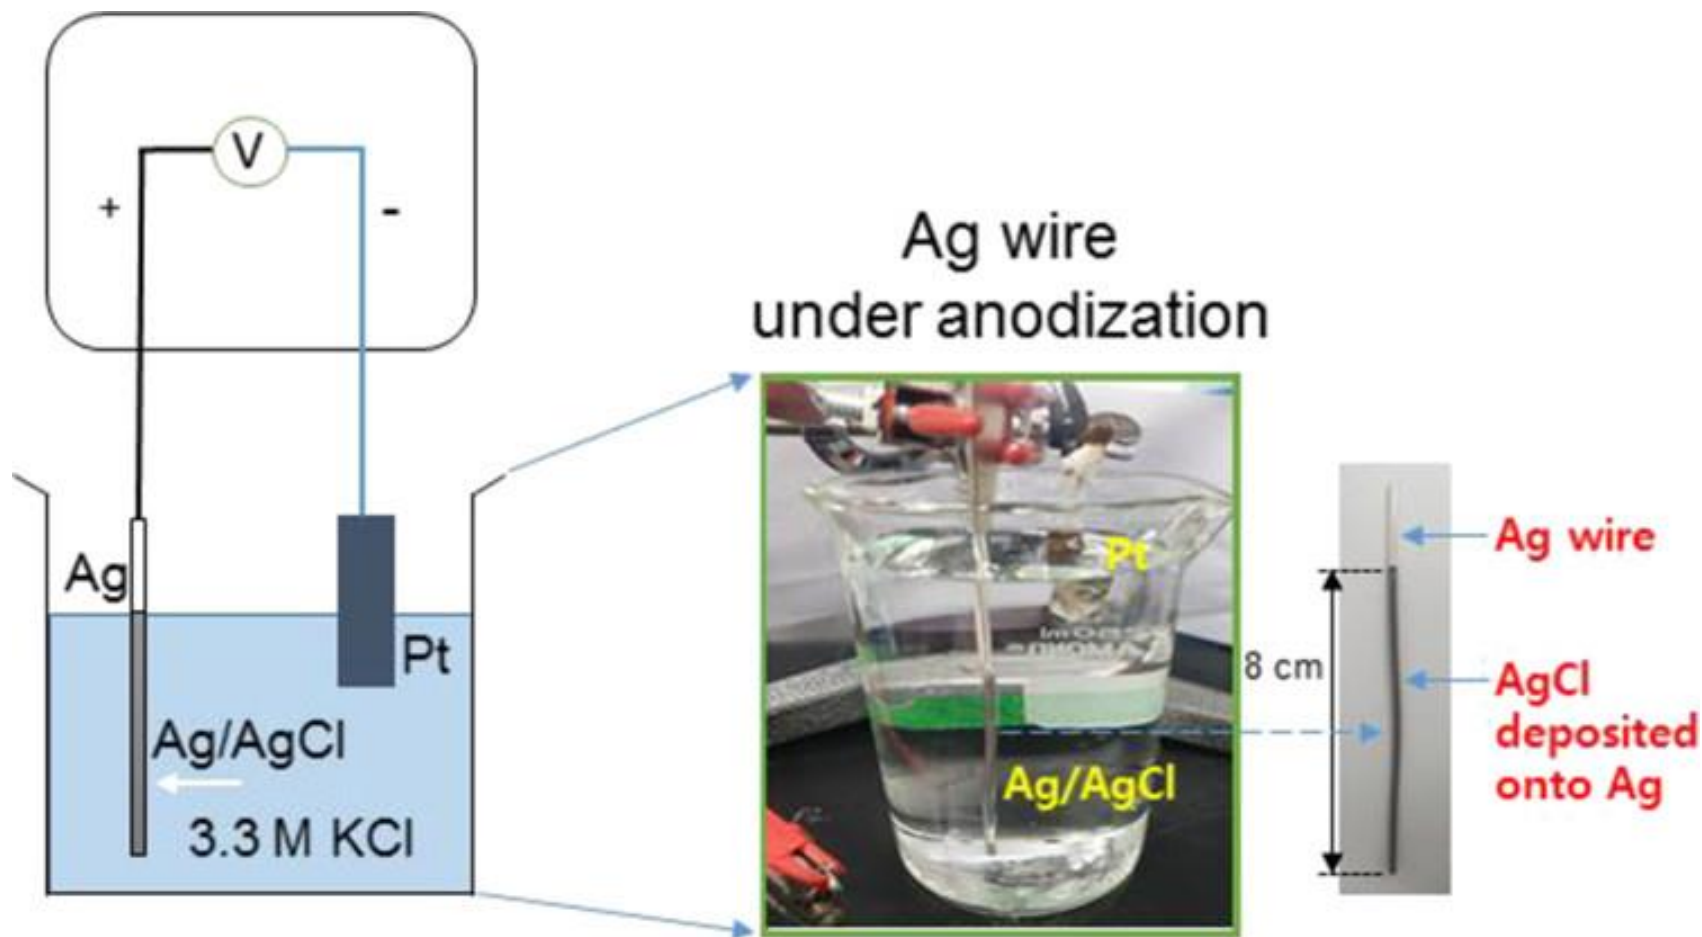 V
+
-
Ag
Pt
Ag/AgCl
3.3 M KCl
Ag wire
under anodization
Pt
Ag/AgCl
8 cm
Ag wire
AgCl
deposited
onto Ag